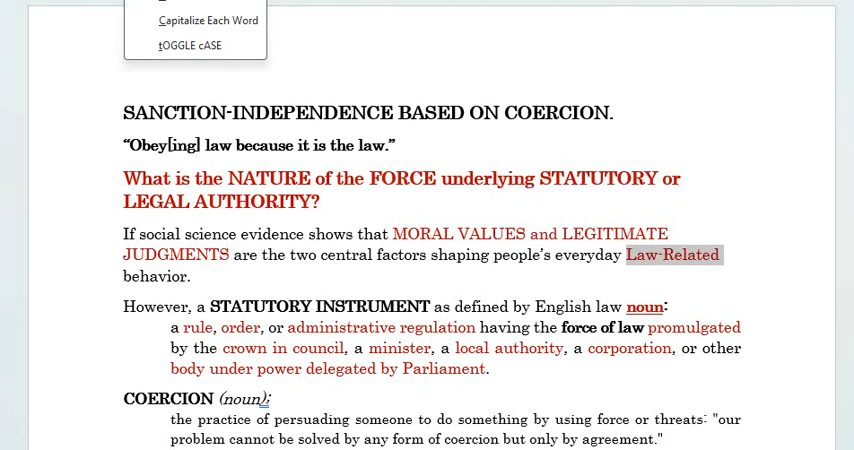 Capitalize Each Word
tOGGLE cASE
SANCTION-INDEPENDENCE BASED ON COERCION.
“Obey[ing] law because it is the law.”
What is the NATURE of the FORCE underlying STATUTORY or
LEGAL AUTHORITY?
If social science evidence shows that MORAL VALUES and LEGITIMATE
JUDGMENTS are the two central factors shaping people’s everyday Law-Related
behavior.
However, a STATUTORY INSTRUMENT as defined by English law noun:
a rule, order, or administrative regulation having the force of law promulgated
by the crown in council, a minister, a local authority, a corporation, or other
body under power delegated by Parliament.
COERCION (noun):
the practice of persuading someone to do something by using force or threats: "our
problem cannot be solved by any form of coercion but only by agreement."